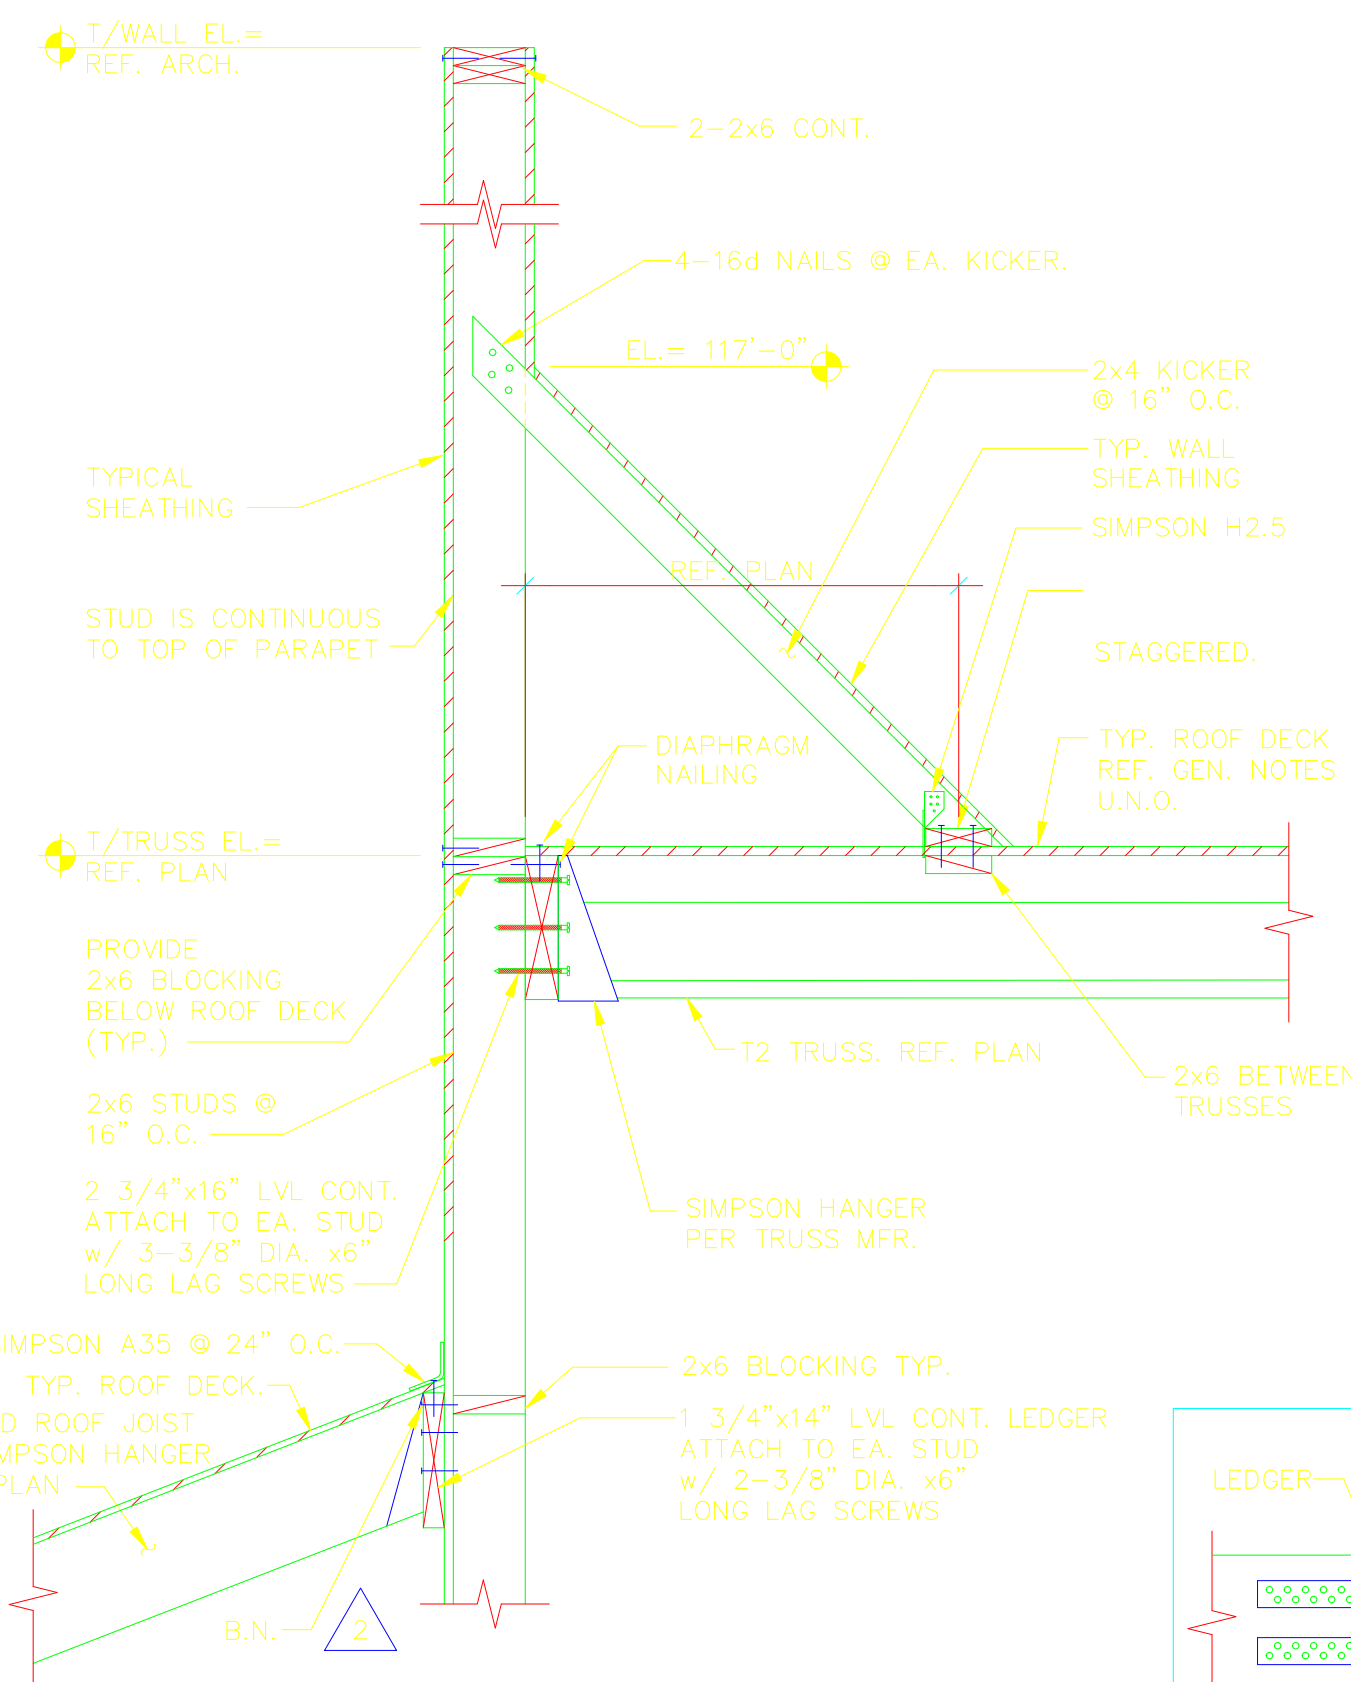 T/WALL EL.=
REF. ARCH.
2-2x6 CONT.
4-16d NAILS @ EA. KICKER.
EL.= 117'-0"
2x4 KICKER
@ 16" O.C.
TYP. WALL
SHEATHING
SIMPSON H2.5
TYPICAL
SHEATHING
REF. PLAN
STUD IS CONTINUOUS
TO TOP OF PARAPET
STAGGERED.
DIAPHRAGM
NAILING
TYP. ROOF DECK
REF. GEN. NOTES
U.N.O.
T/TRUSS EL.=
REF. PLAN
PROVIDE
2x6 BLOCKING
BELOW ROOF DECK
(TYP.)
T2 TRUSS. REF. PLAN
2x6 BETWEEN
TRUSSES
2x6 STUDS @
16" O.C.
2 3/4"x16" LVL CONT.
ATTACH TO EA. STUD
w/ 3-3/8" DIA. x6"
LONG LAG SCREWS
SIMPSON HANGER
PER TRUSS MFR.
IMPSON A35 @ 24" O.C.
TYP. ROOF DECK.
D ROOF JOIST
MPSON HANGER
PLAN
2x6 BLOCKING TYP.
1 3/4"x14" LVL CONT. LEDGER
ATTACH TO EA. STUD
w/ 2-3/8" DIA. x6"
LONG LAG SCREWS
LEDGER
B.N.
2